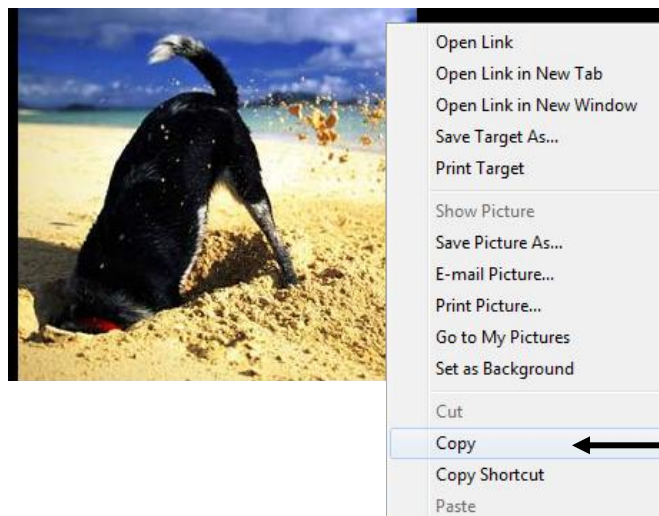 Open Link
Open Link in New Tab
Open Link in New Window
Save Target As...
Print Target
Show Picture
Save Picture As...
E-mail Picture...
Print Picture...
Go to My Pictures
Set as Background
Cut
Copy
Copy Shortcut
Paste